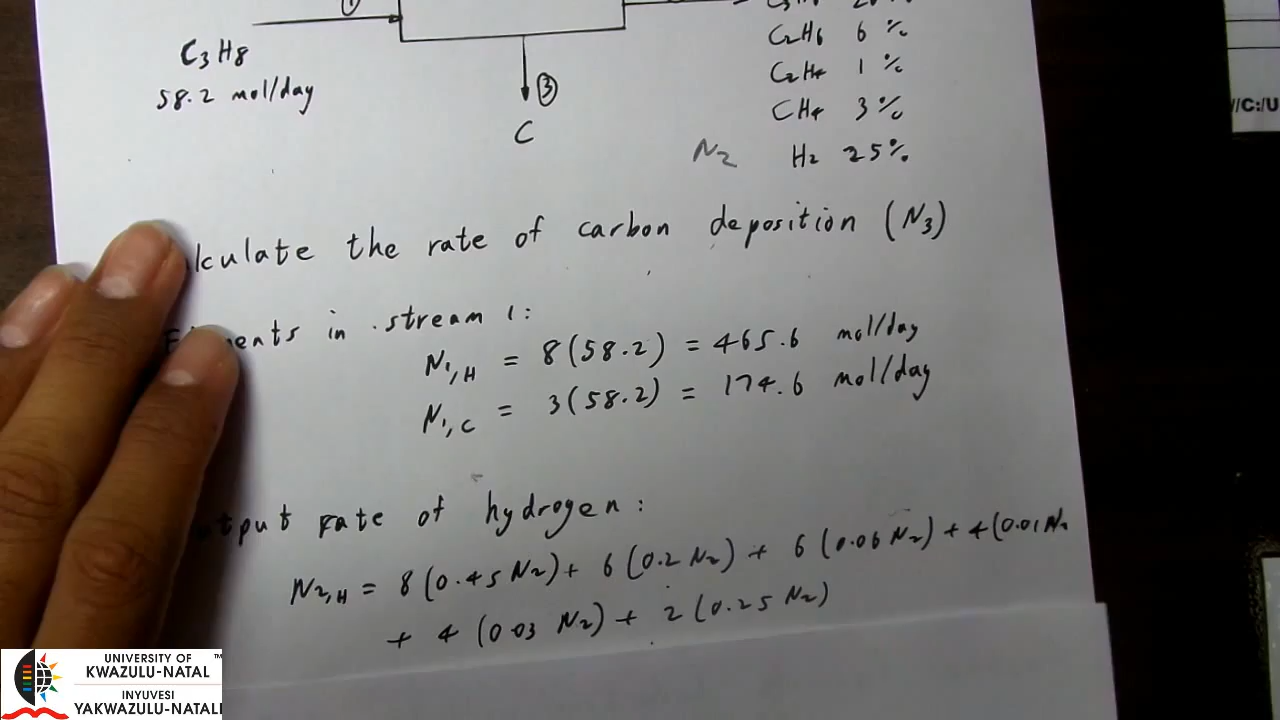 ①
C3H8
58.2 mol/day
③
C
C2H6 6 %
C2H4 1 %
CH4 3 %
N2 H2 25%
//C:/U
lculate the rate of carbon deposition (N3)
ents in stream 1:
N1,H = 8(58.2) = 465.6 mol/day
N1,C = 3(58.2) = 174.6 mol/day
tput rate of hydrogen:
N2,H = 8(0.45 N2) + 6(0.2 N2) + 6(0.06 N2) + 4(0.01 N2
+ 4 (0.03 N2) + 2(0.25 N2)
UNIVERSITY OF
KWAZULU-NATAL
TM
INYUVESI
YAKWAZULU-NATALI